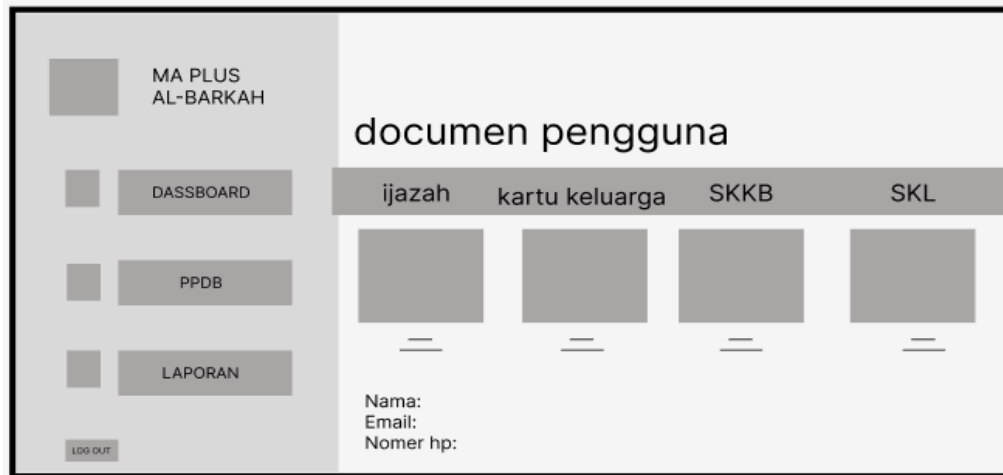 MA PLUS
AL-BARKAH
DASSBOARD
PPDB
LAPORAN
LOG OUT
documen pengguna
ijazah kartu keluarga SKKB SKL
Nama:
Email:
Nomer hp: